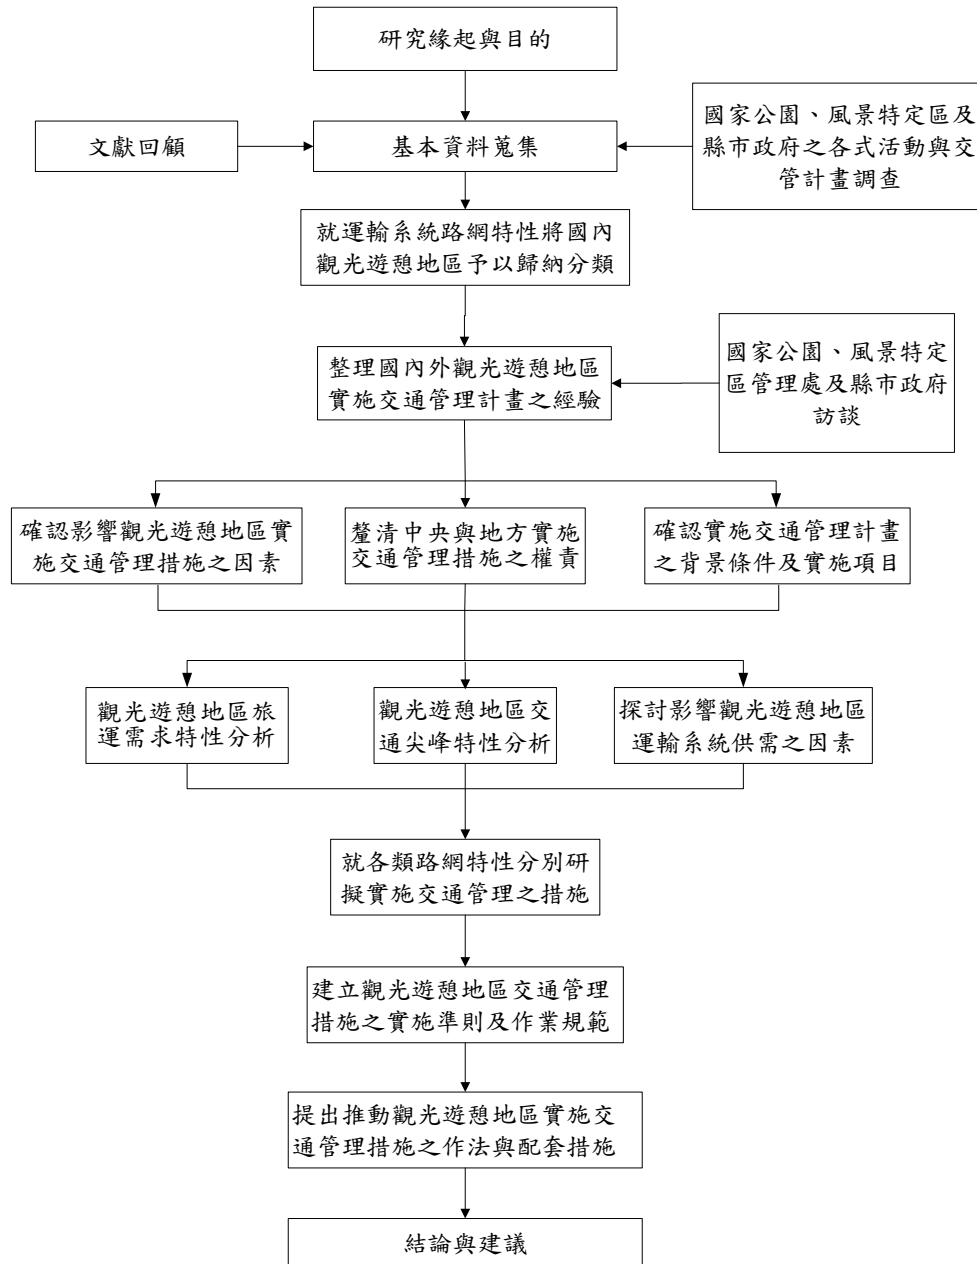 研究緣起與目的
文獻回顧
基本資料蒐集
國家公園、風景特定區及
縣市政府之各式活動與交
管計畫調查
就運輸系統路網特性將國內
觀光遊憩地區予以歸納分類
整理國內外觀光遊憩地區
實施交通管理計畫之經驗
國家公園、風景特定
區管理處及縣市政府
訪談
確認影響觀光遊憩地區實
施交通管理措施之因素
釐清中央與地方實施
交通管理措施之權責
確認實施交通管理計畫
之背景條件及實施項目
觀光遊憩地區旅
運需求特性分析
觀光遊憩地區交
通尖峰特性分析
探討影響觀光遊憩地區
運輸系統供需之因素
就各類路網特性分別研
擬實施交通管理之措施
建立觀光遊憩地區交通管理
措施之實施準則及作業規範
提出推動觀光遊憩地區實施交
通管理措施之作法與配套措施
結論與建議